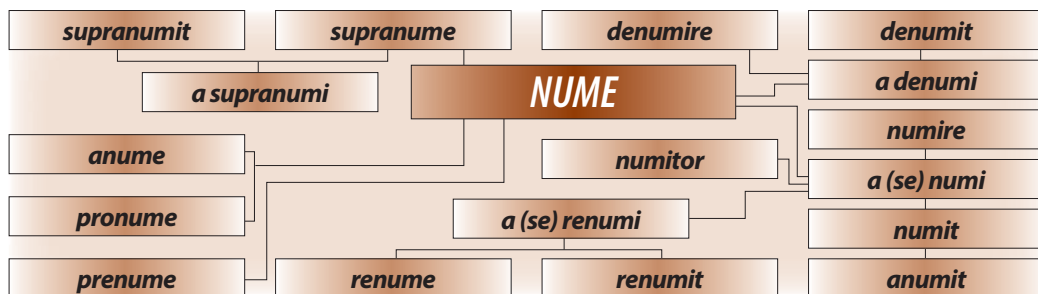 supranumit
supranume
denumire
denumit
a supranumi
NUME
a denumi
anume
numitor
numire
a (se) numi
pronume
a (se) renumi
numit
prenume
renume
renumit
anumit